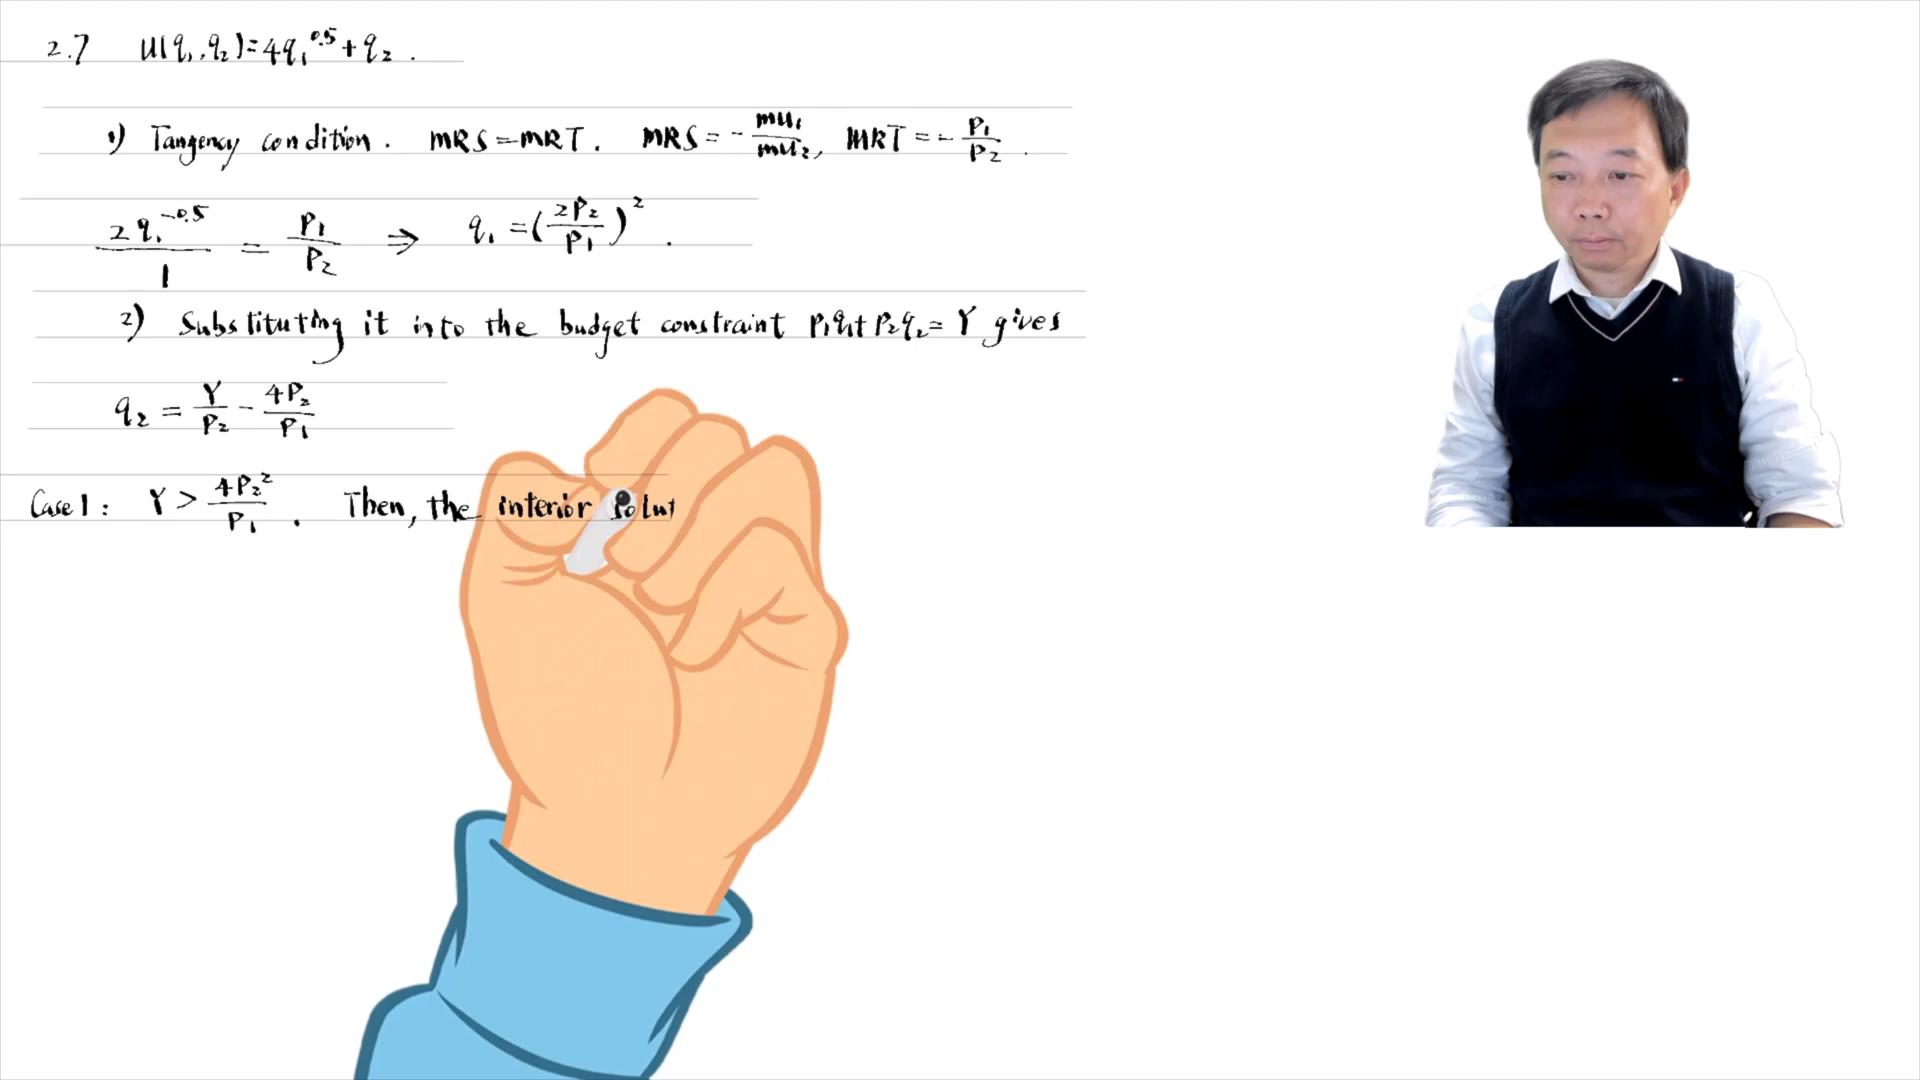 2.7 U(q₁, q₂)=4q₁^0.5+q₂.
1) Tangency condition. MRS=MRT. MRS=-MU₁/MU₂, MRT=-P₁/P₂.
2q₁^-0.5/1 = P₁/P₂ ⇒ q₁=(2P₂/P₁)².
2) Substituting it into the budget constraint P₁q₁+P₂q₂=Y gives
q₂ = Y/P₂ - 4P₂/P₁
Case 1: Y > 4P₂²/P₁. Then, the interior solut